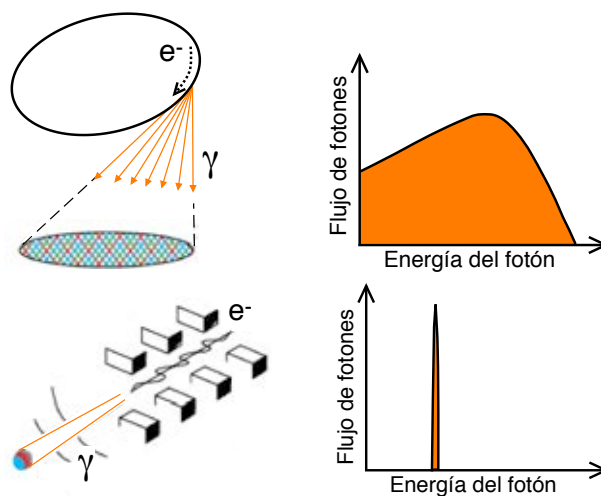 e-
γ
Flujo de fotones
Energía del fotón
e-
γ
Flujo de fotones
Energía del fotón